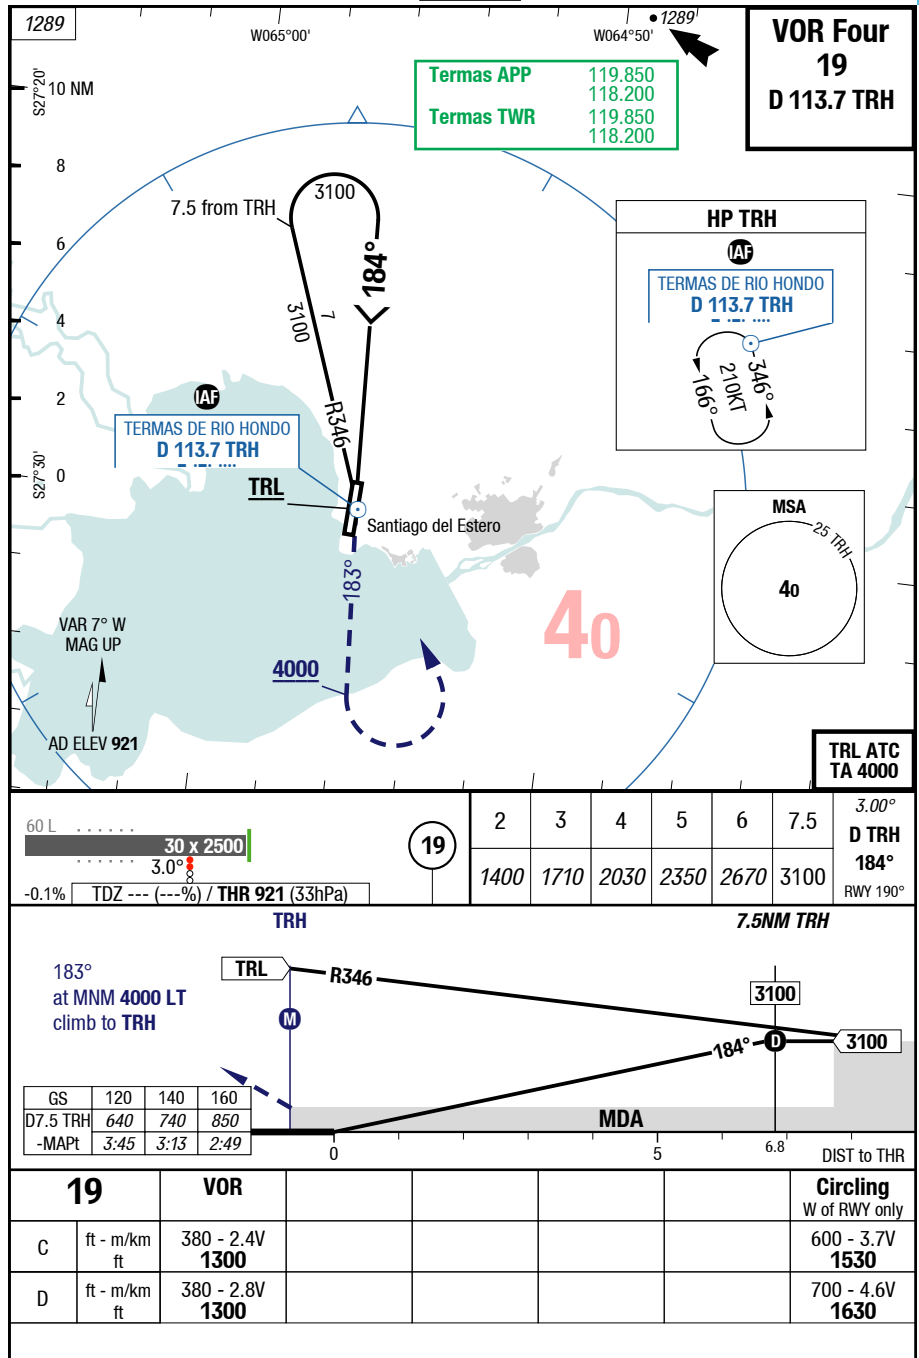 1289
W065°00'
W064°50'
1289
VOR Four
19
D 113.7 TRH
S27°20'
10 NM
Termas APP 119.850
118.200
Termas TWR 119.850
118.200
8
7.5 from TRH
3100
6
184°
HP TRH
IAF
TERMAS DE RIO HONDO
D 113.7 TRH
346°
210KT
166°
4
7
3100
2
IAF
R346
TERMAS DE RIO HONDO
D 113.7 TRH
S27°30'
0
TRL
Santiago del Estero
MSA
25 TRH
40
183°
40
VAR 7° W
MAG UP
4000
AD ELEV 921
TRL ATC
TA 4000
60 L
30 x 2500
3.0°
-0.1%
TDZ --- (---%) / THR 921 (33hPa)
19
2 3 4 5 6 7.5
1400 1710 2030 2350 2670 3100
3.00°
D TRH
184°
RWY 190°
TRH
7.5NM TRH
183°
at MNM 4000 LT
climb to TRH
TRL
R346
M
3100
184°
D
3100
MDA
GS 120 140 160
D7.5 TRH 640 740 850
-MAPt 3:45 3:13 2:49
0
5
6.8
DIST to THR
19 VOR Circling
W of RWY only
C ft - m/km 380 - 2.4V 600 - 3.7V
ft 1300 1530
D ft - m/km 380 - 2.8V 700 - 4.6V
ft 1300 1630